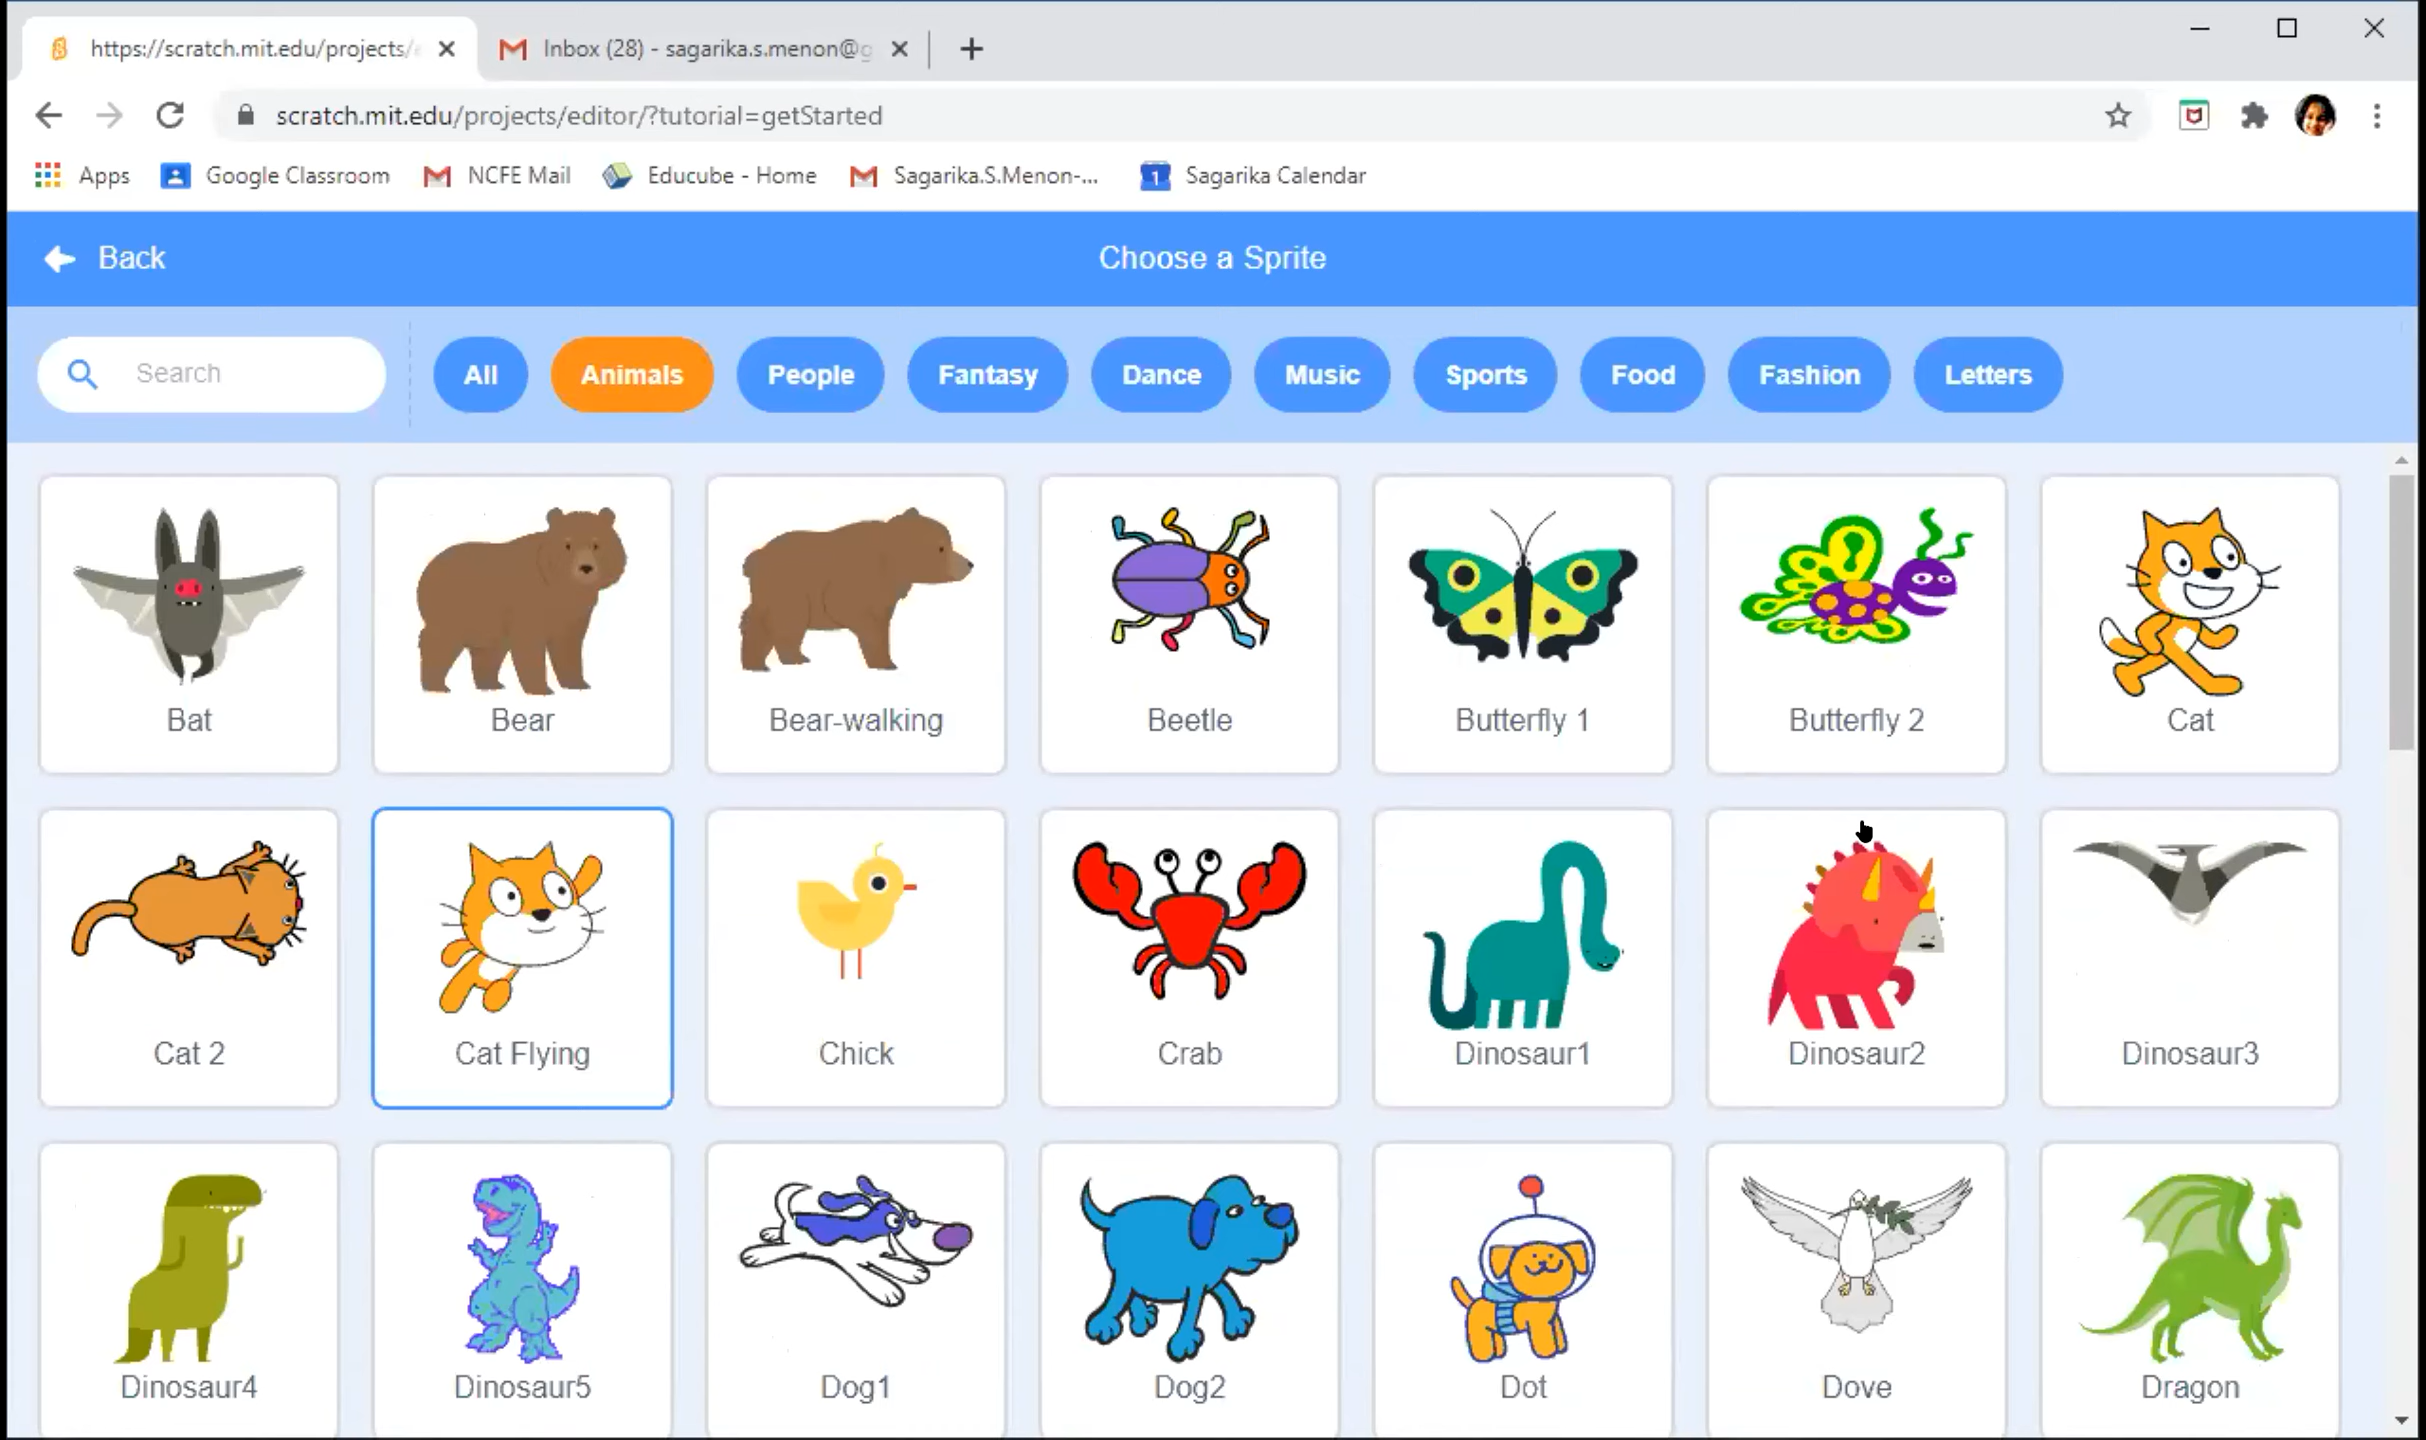 https://scratch.mit.edu/projects/
Inbox (28) - sagarika.s.menon@g
scratch.mit.edu/projects/editor/?tutorial=getStarted
Apps Google Classroom NCFE Mail Educube - Home Sagarika.S.Menon-... 1 Sagarika Calendar
Back Choose a Sprite
Search All Animals People Fantasy Dance Music Sports Food Fashion Letters
Bat Bear Bear-walking Beetle Butterfly 1 Butterfly 2 Cat
Cat 2 Cat Flying Chick Crab Dinosaur1 Dinosaur2 Dinosaur3
Dinosaur4 Dinosaur5 Dog1 Dog2 Dot Dove Dragon